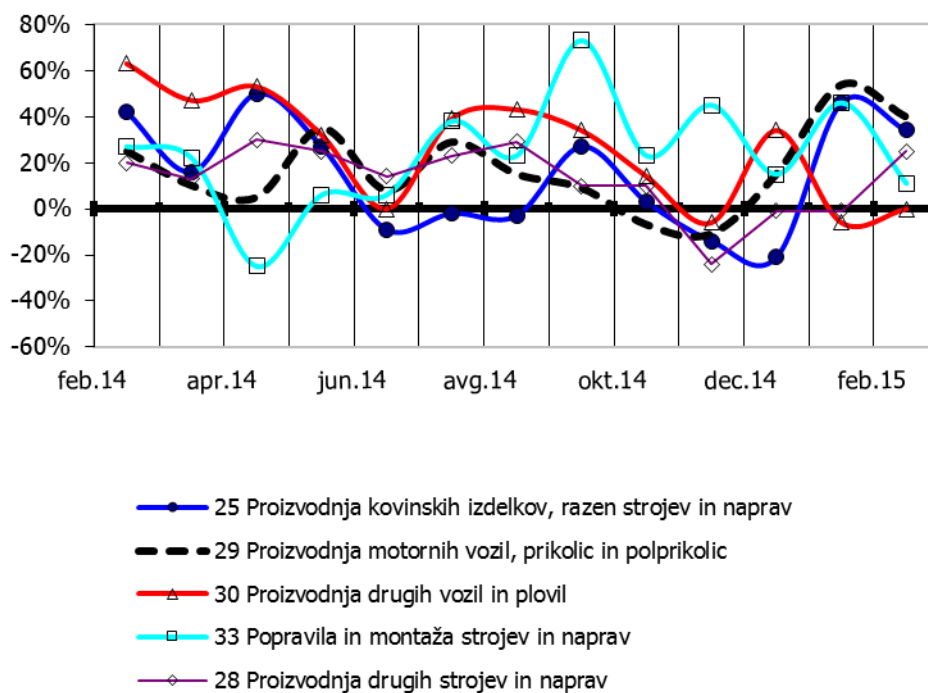 80%
60%
40%
20%
0%
-20%
-40%
-60%
feb.14 apr.14 jun.14 avg.14 okt.14 dec.14 feb.15
25 Proizvodnja kovinskih izdelkov, razen strojev in naprav
29 Proizvodnja motornih vozil, prikolic in polprikolic
30 Proizvodnja drugih vozil in plovil
33 Popravila in montaža strojev in naprav
28 Proizvodnja drugih strojev in naprav